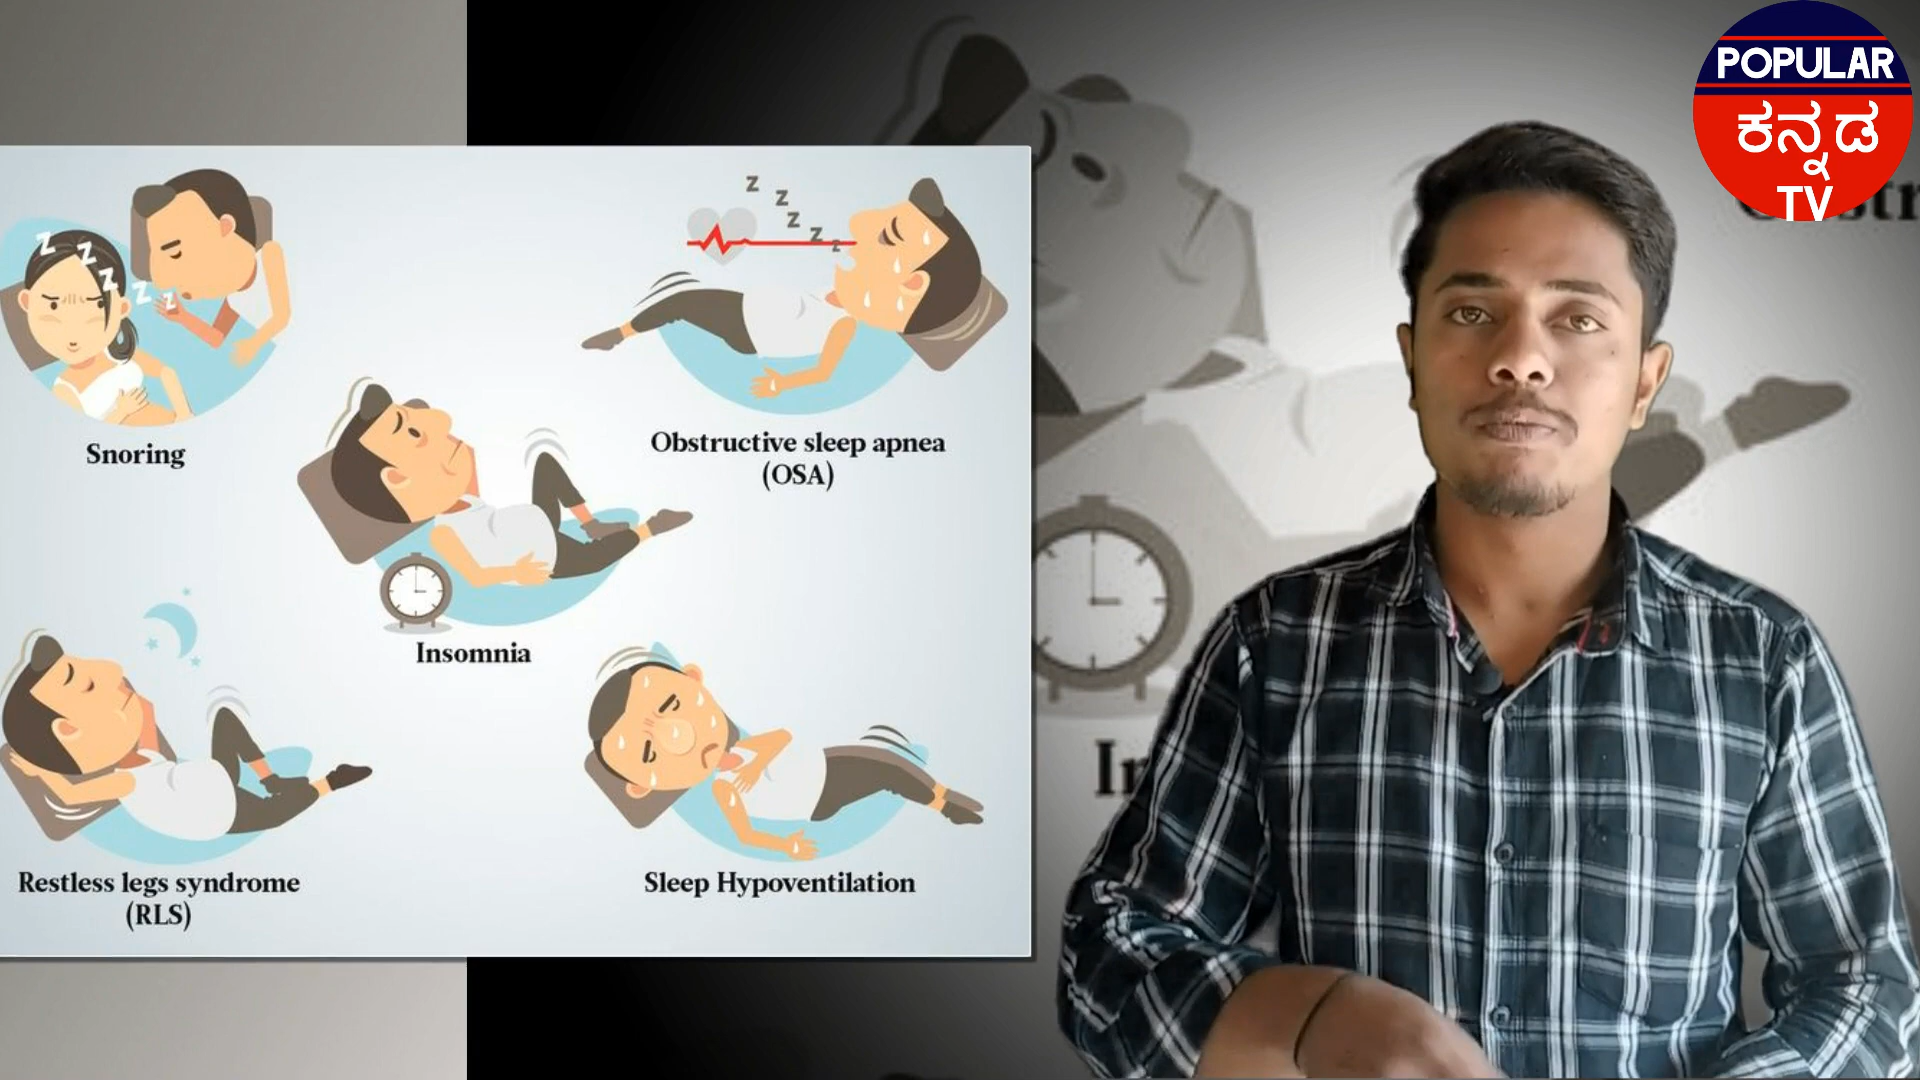 POPULAR
ಕನ್ನಡ
TV
Snoring
Obstructive sleep apnea
(OSA)
Insomnia
Restless legs syndrome
(RLS)
Sleep Hypoventilation